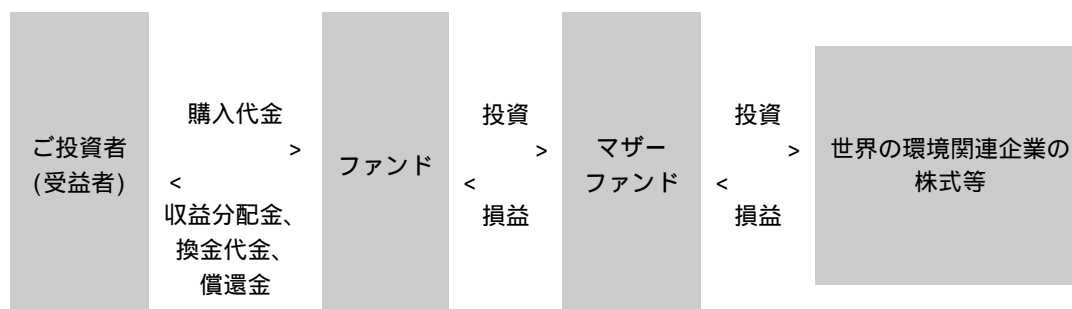 ご投資者
(受益者)
購入代金
>
<
収益分配金、
換金代金、
償還金
ファンド
投資
>
<
損益
マザー
ファンド
投資
>
<
損益
世界の環境関連企業の
株式等